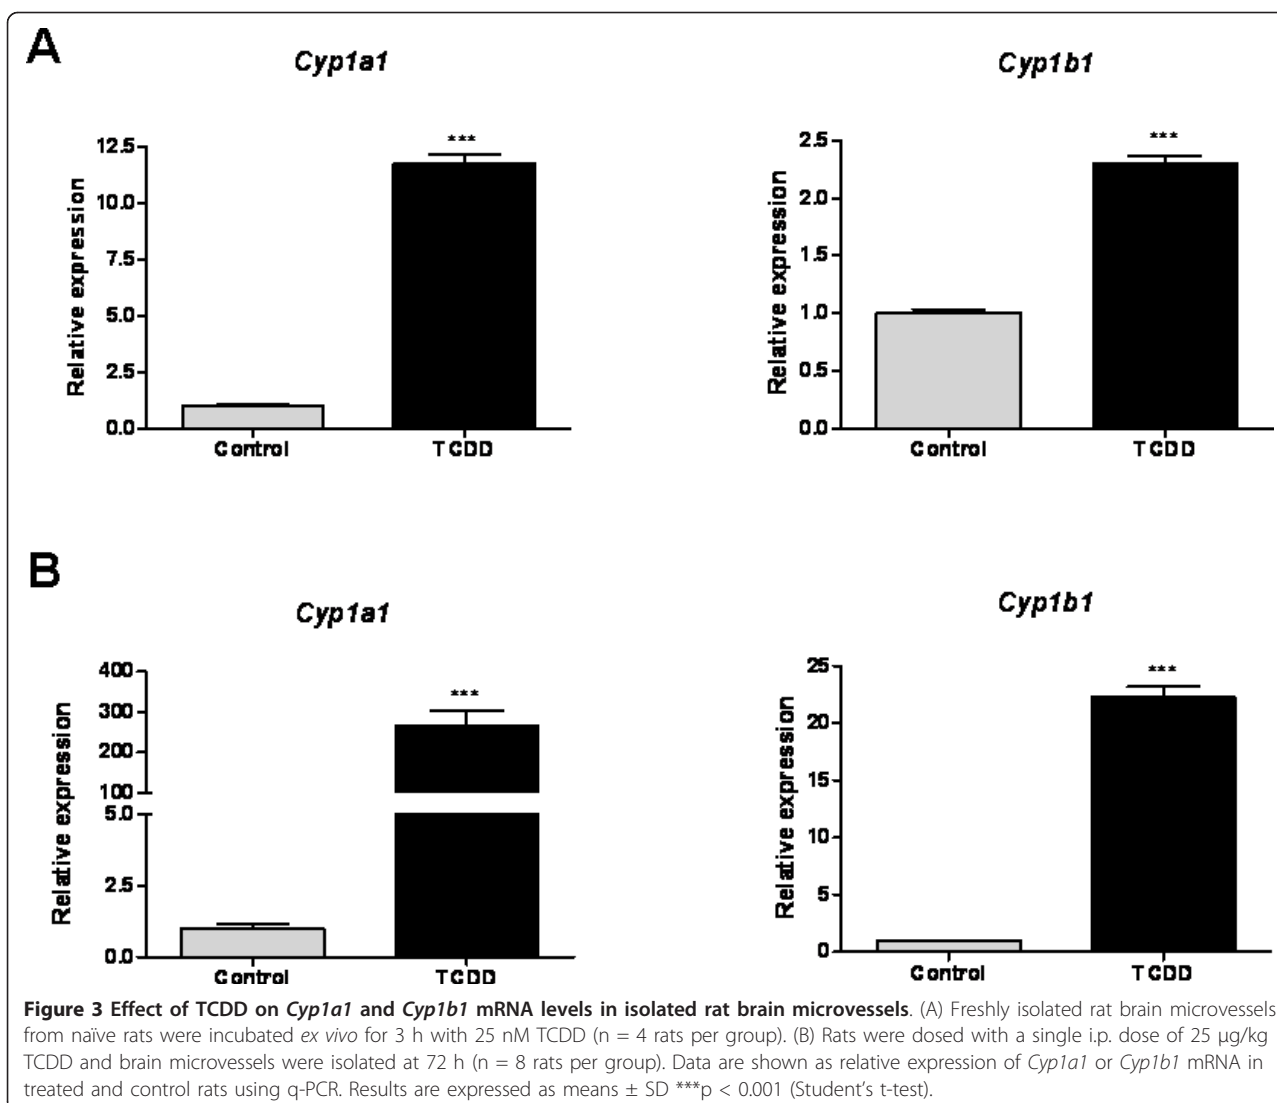 A
Cyp1a1
Cyp1b1
Relative expression
12.5
10.0
7.5
5.0
2.5
0.0
***
Control
TCDD
Relative expression
2.5
2.0
1.5
1.0
0.5
0.0
***
Control
TCDD
B
Cyp1a1
Cyp1b1
Relative expression
400
300
200
100
5.0
2.5
0.0
***
Control
TCDD
Relative expression
25
20
15
10
5
0
***
Control
TCDD
Figure 3 Effect of TCDD on Cyp1a1 and Cyp1b1 mRNA levels in isolated rat brain microvessels. (A) Freshly isolated rat brain microvessels
from naïve rats were incubated ex vivo for 3 h with 25 nM TCDD (n = 4 rats per group). (B) Rats were dosed with a single i.p. dose of 25 μg/kg
TCDD and brain microvessels were isolated at 72 h (n = 8 rats per group). Data are shown as relative expression of Cyp1a1 or Cyp1b1 mRNA in
treated and control rats using q-PCR. Results are expressed as means ± SD ***p < 0.001 (Student's t-test).